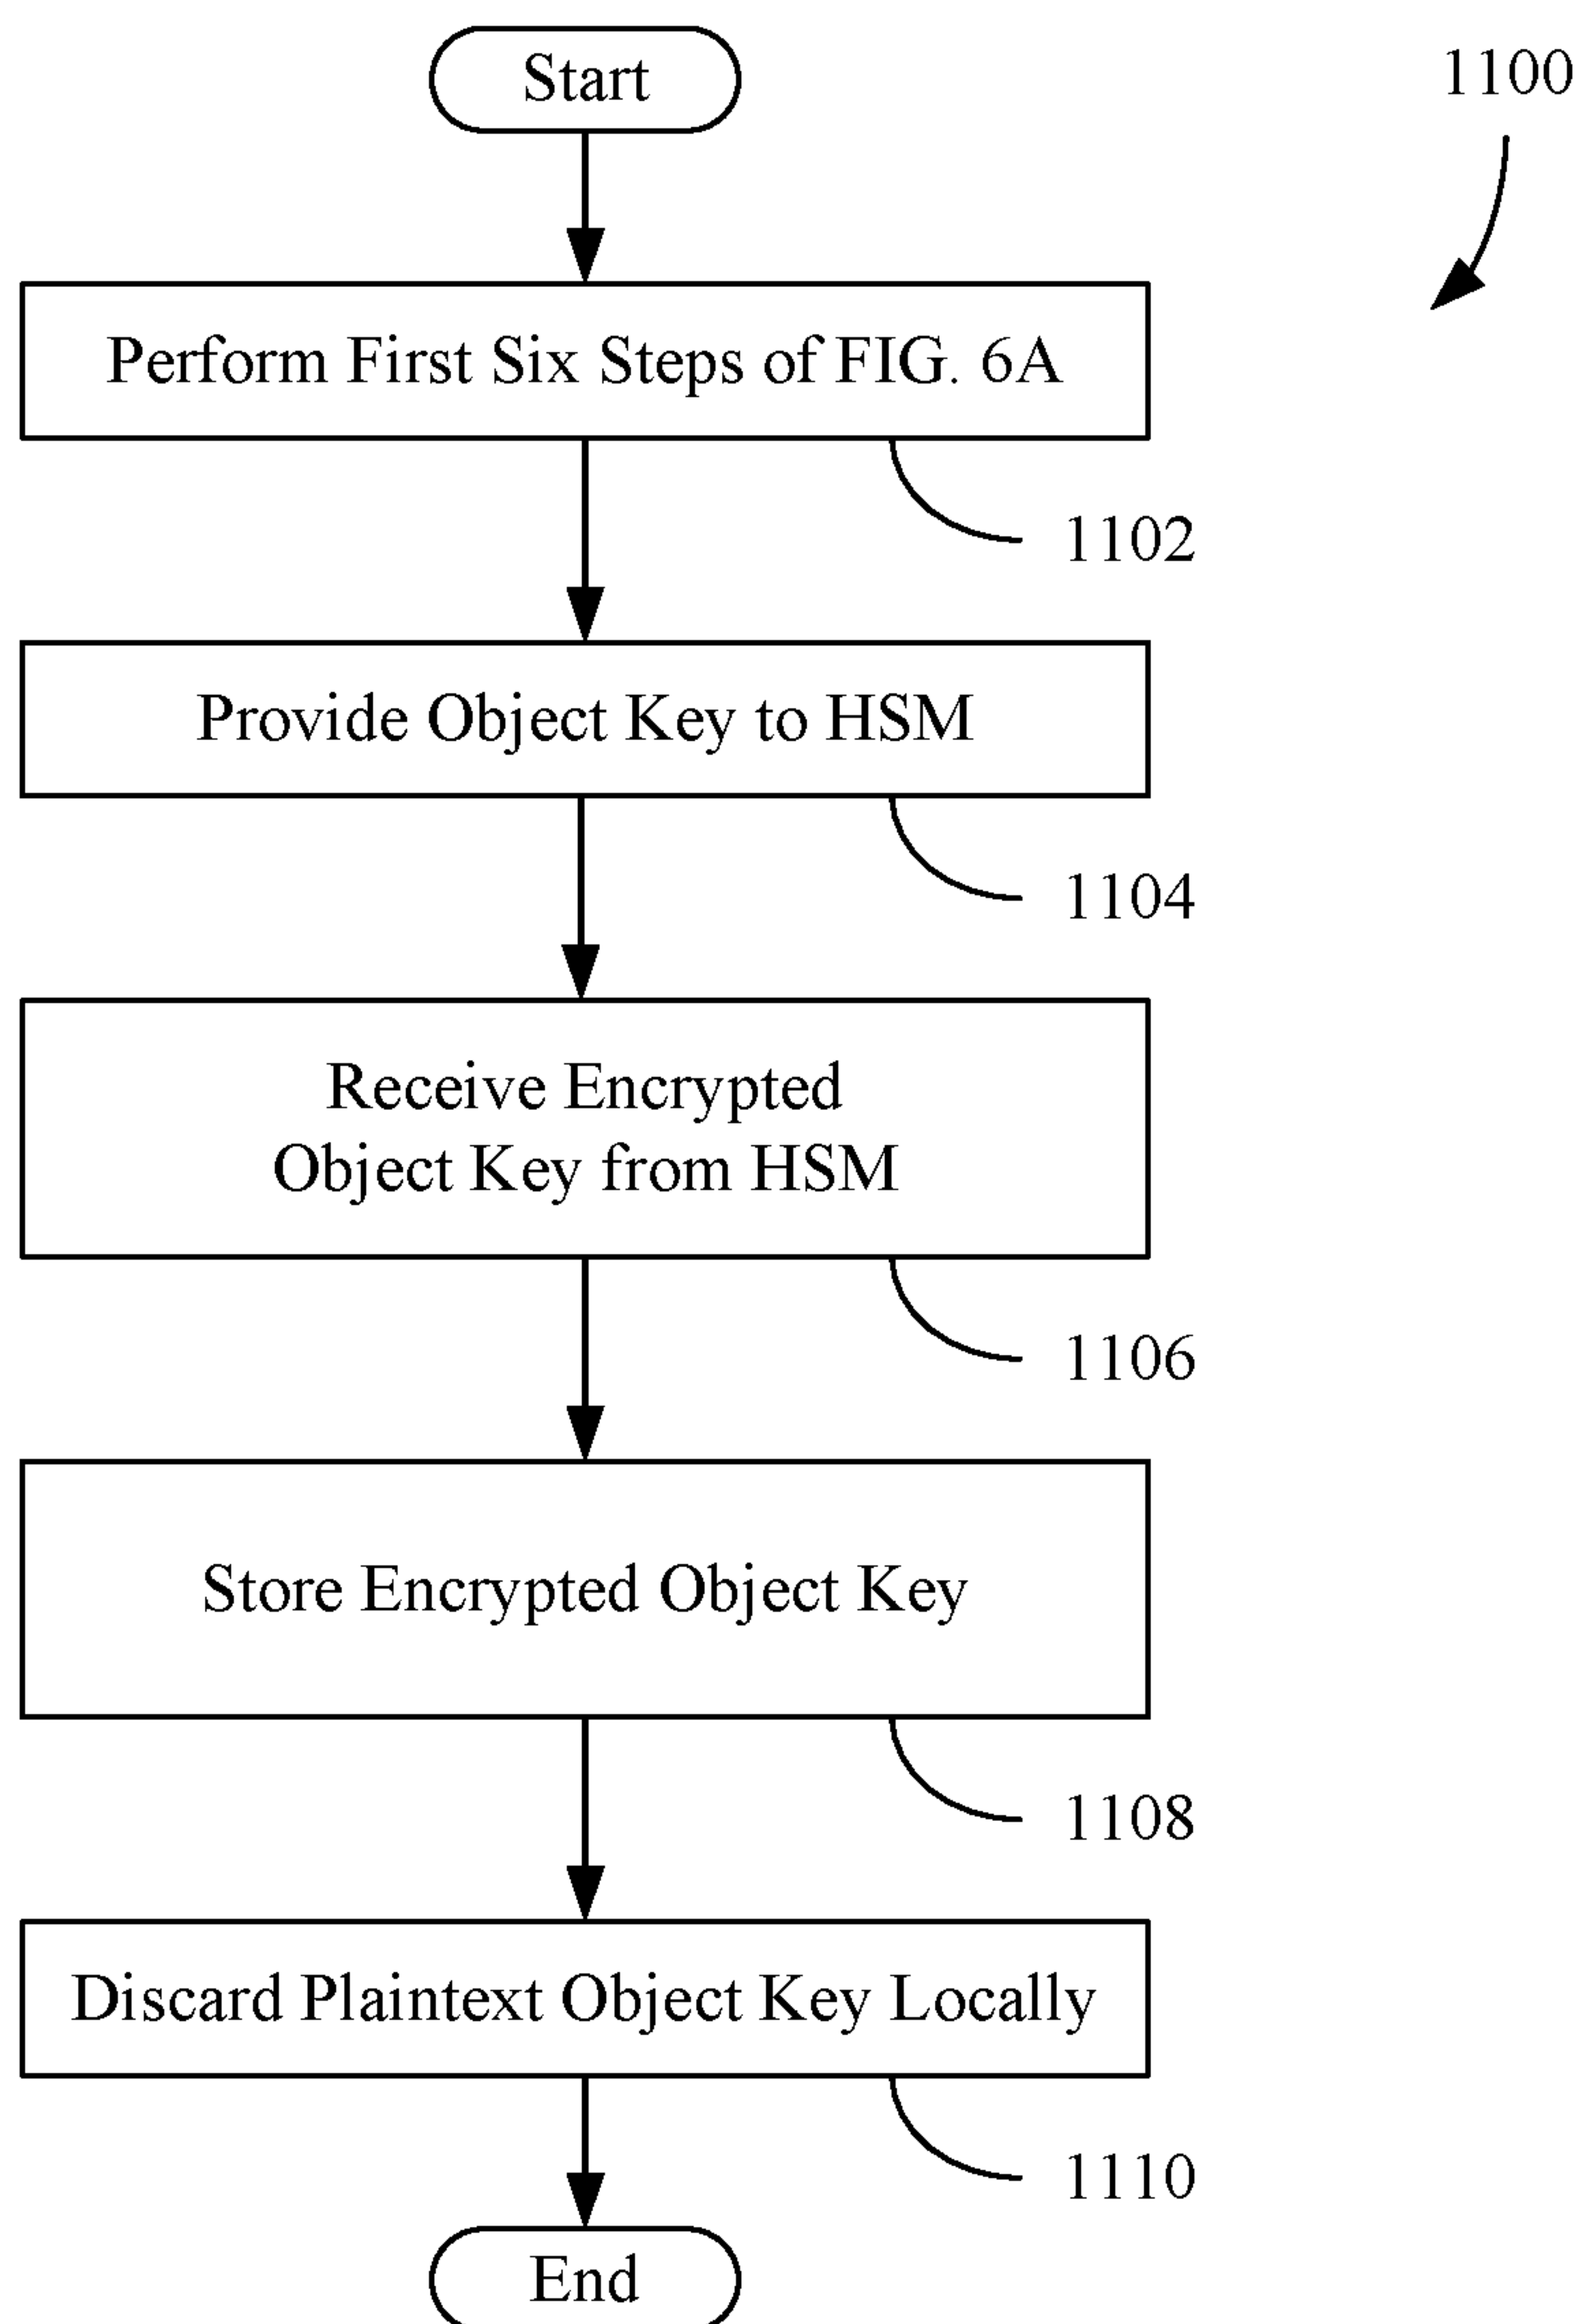 Start
1100
Perform First Six Steps of FIG. 6A
1102
Provide Object Key to HSM
1104
Receive Encrypted
Object Key from HSM
1106
Store Encrypted Object Key
1108
Discard Plaintext Object Key Locally
1110
End